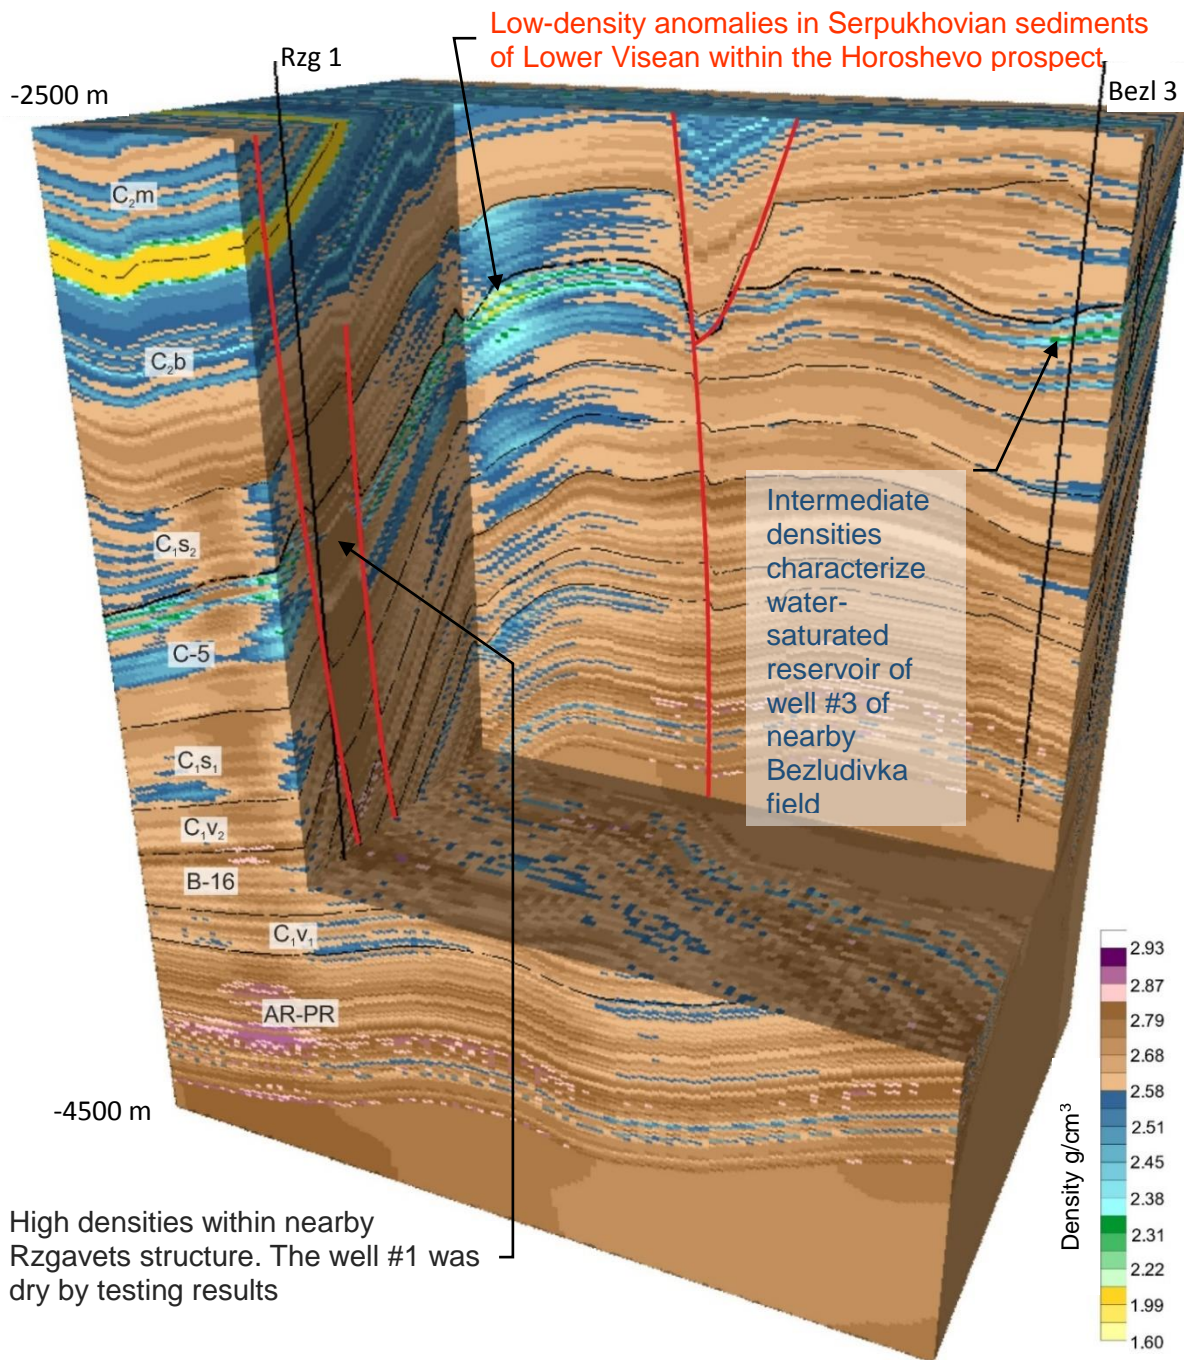 Low-density anomalies in Serpukhovian sediments
of Lower Visean within the Horoshevo prospect
Rzg 1
-2500 m
Bezl 3
C₂m
C₂b
C₁s₂
C-5
C₁s₁
C₁v₂
B-16
C₁v₁
AR-PR
-4500 m
Intermediate
densities
characterize
water-
saturated
reservoir of
well #3 of
nearby
Bezludivka
field
High densities within nearby
Rzgavets structure. The well #1 was
dry by testing results
Density g/cm³
2.93
2.87
2.79
2.68
2.58
2.51
2.45
2.38
2.31
2.22
1.99
1.60